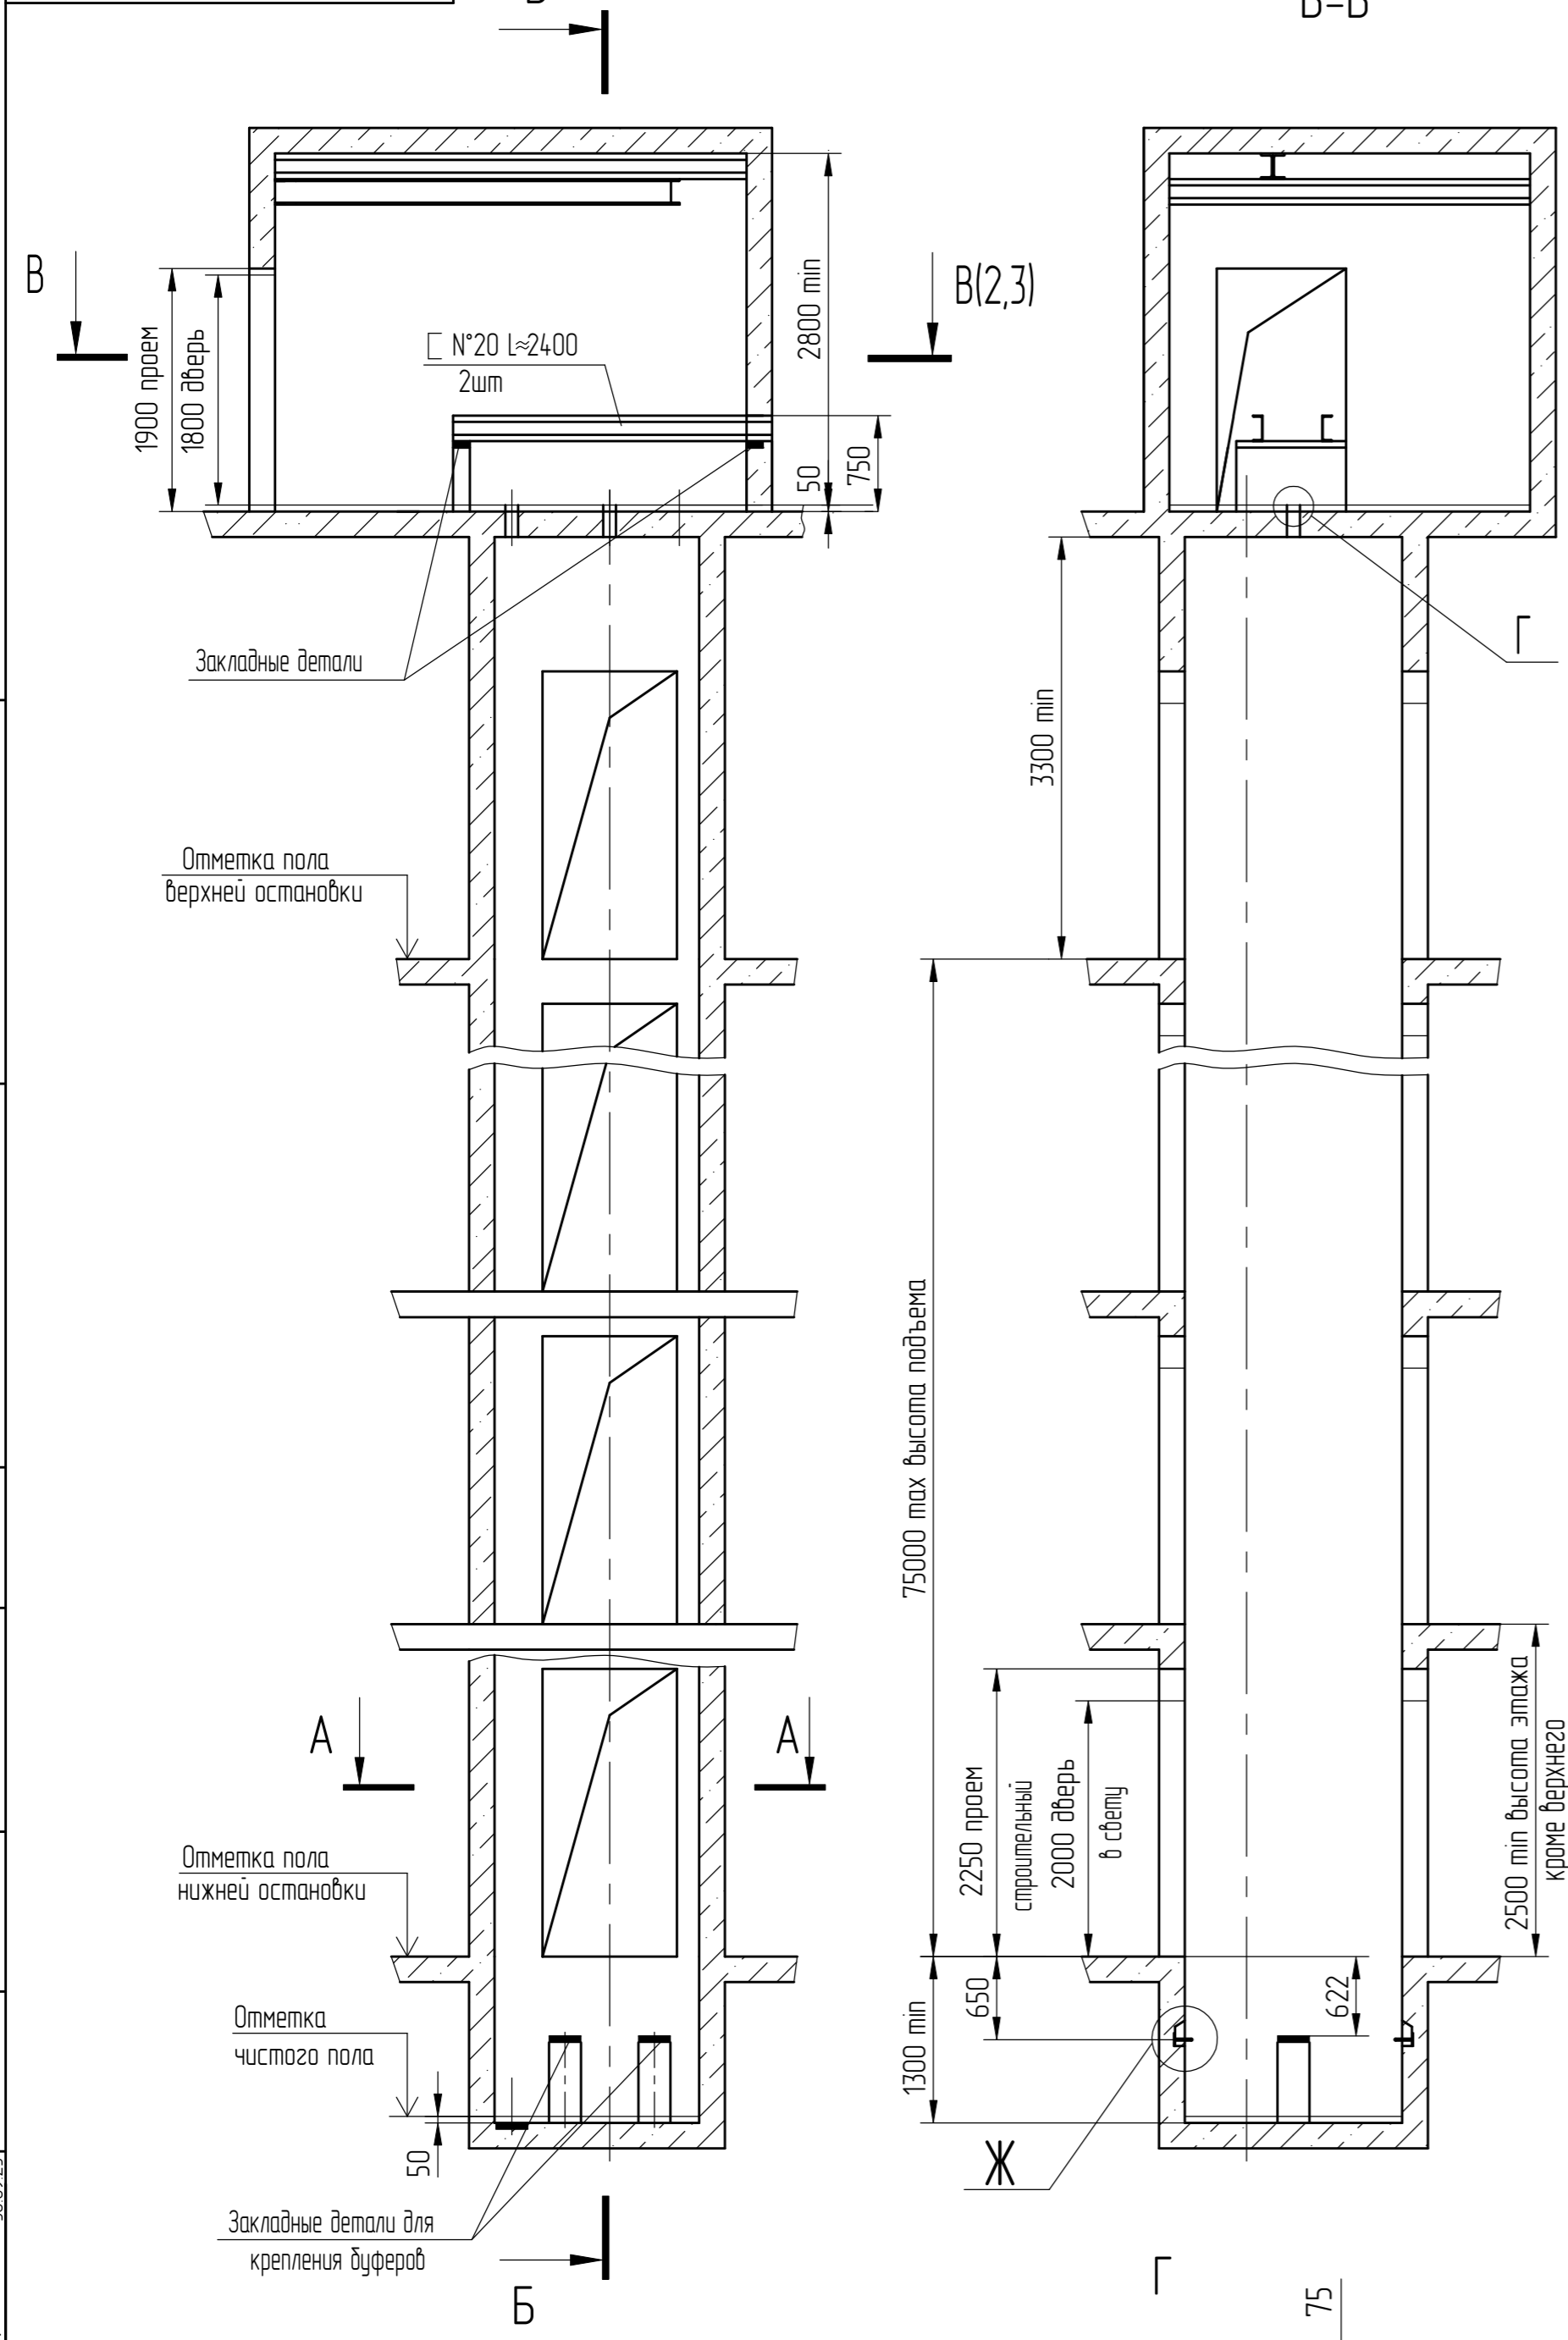 Б-Б
В
В(2,3)
1900 проем
1800 дверь
⊏ N°20 L≈2400
2шт
2800 min
50
750
Закладные детали
Г
3300 min
Отметка пола
верхней остановки
75000 max высота подъема
А
А
2250 проем
строительный
2000 дверь
в свету
2500 min высота этажа
кроме верхнего
Отметка пола
нижней остановки
650
622
1300 min
Отметка
чистого пола
50
Ж
Закладные детали для
крепления буферов
Б
Г
75